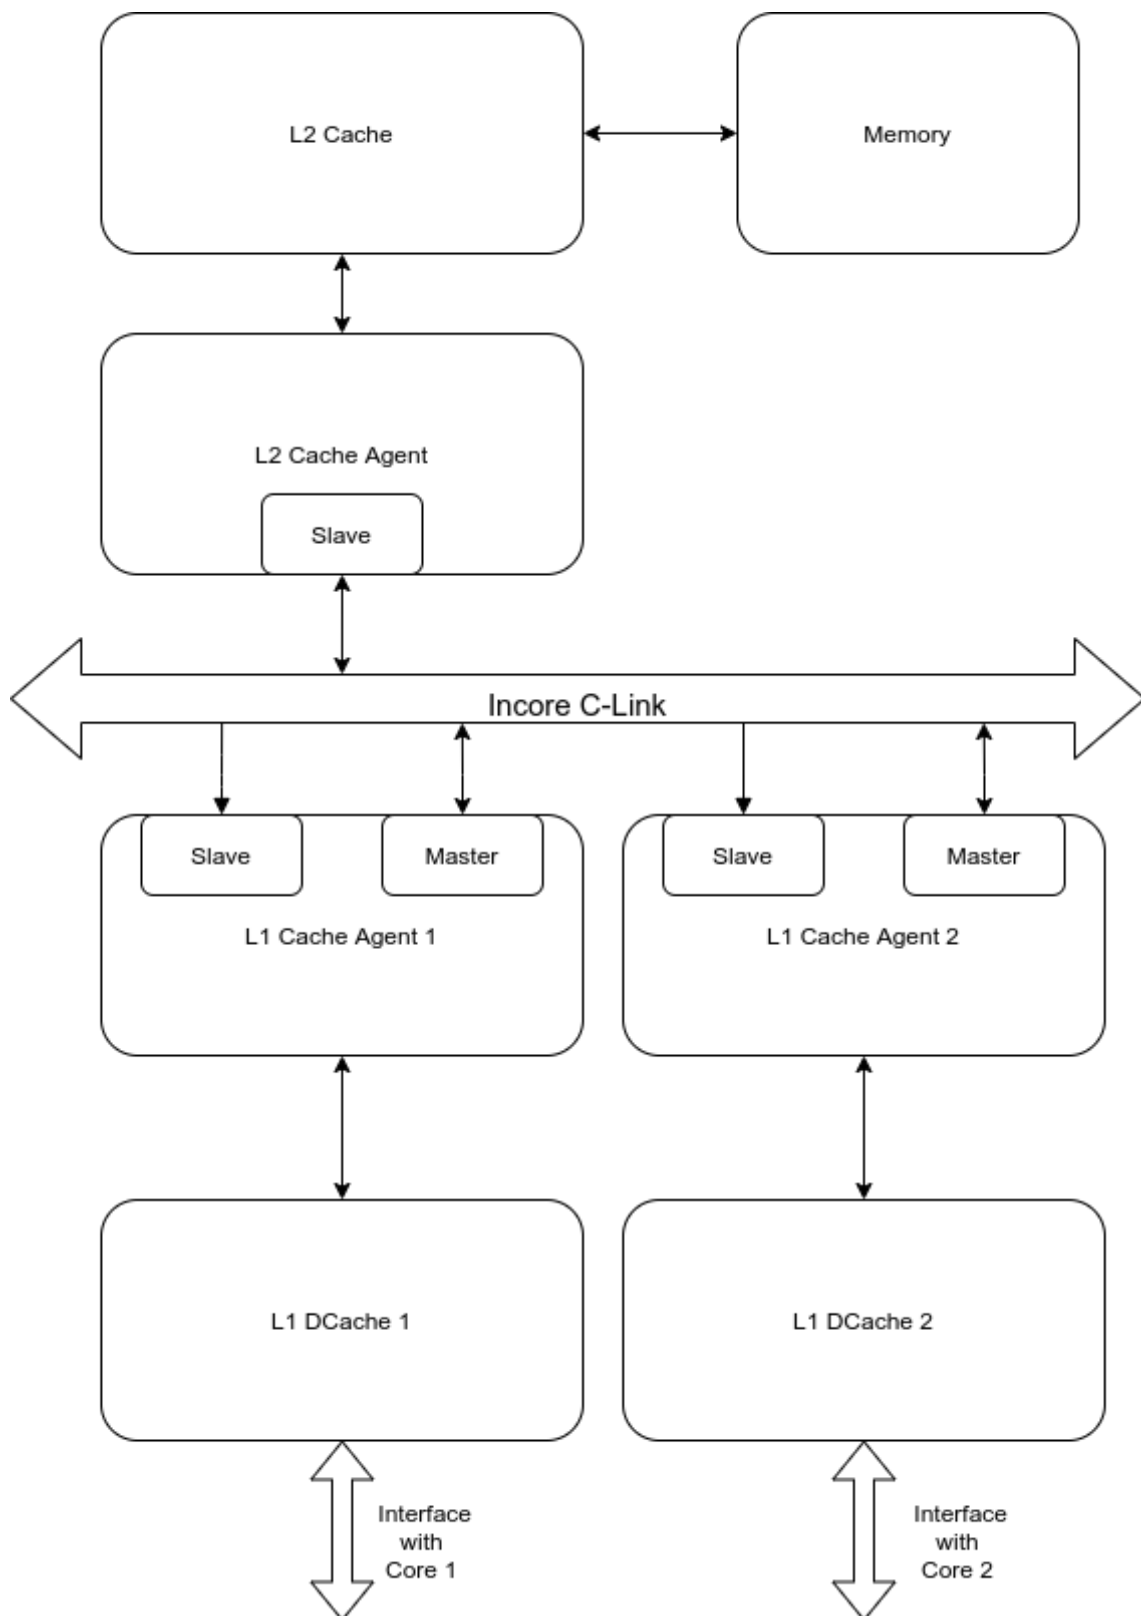 L2 Cache
Memory
L2 Cache Agent
Slave
Incore C-Link
Slave
Master
Slave
Master
L1 Cache Agent 1
L1 Cache Agent 2
L1 DCache 1
L1 DCache 2
Interface
with
Core 1
Interface
with
Core 2